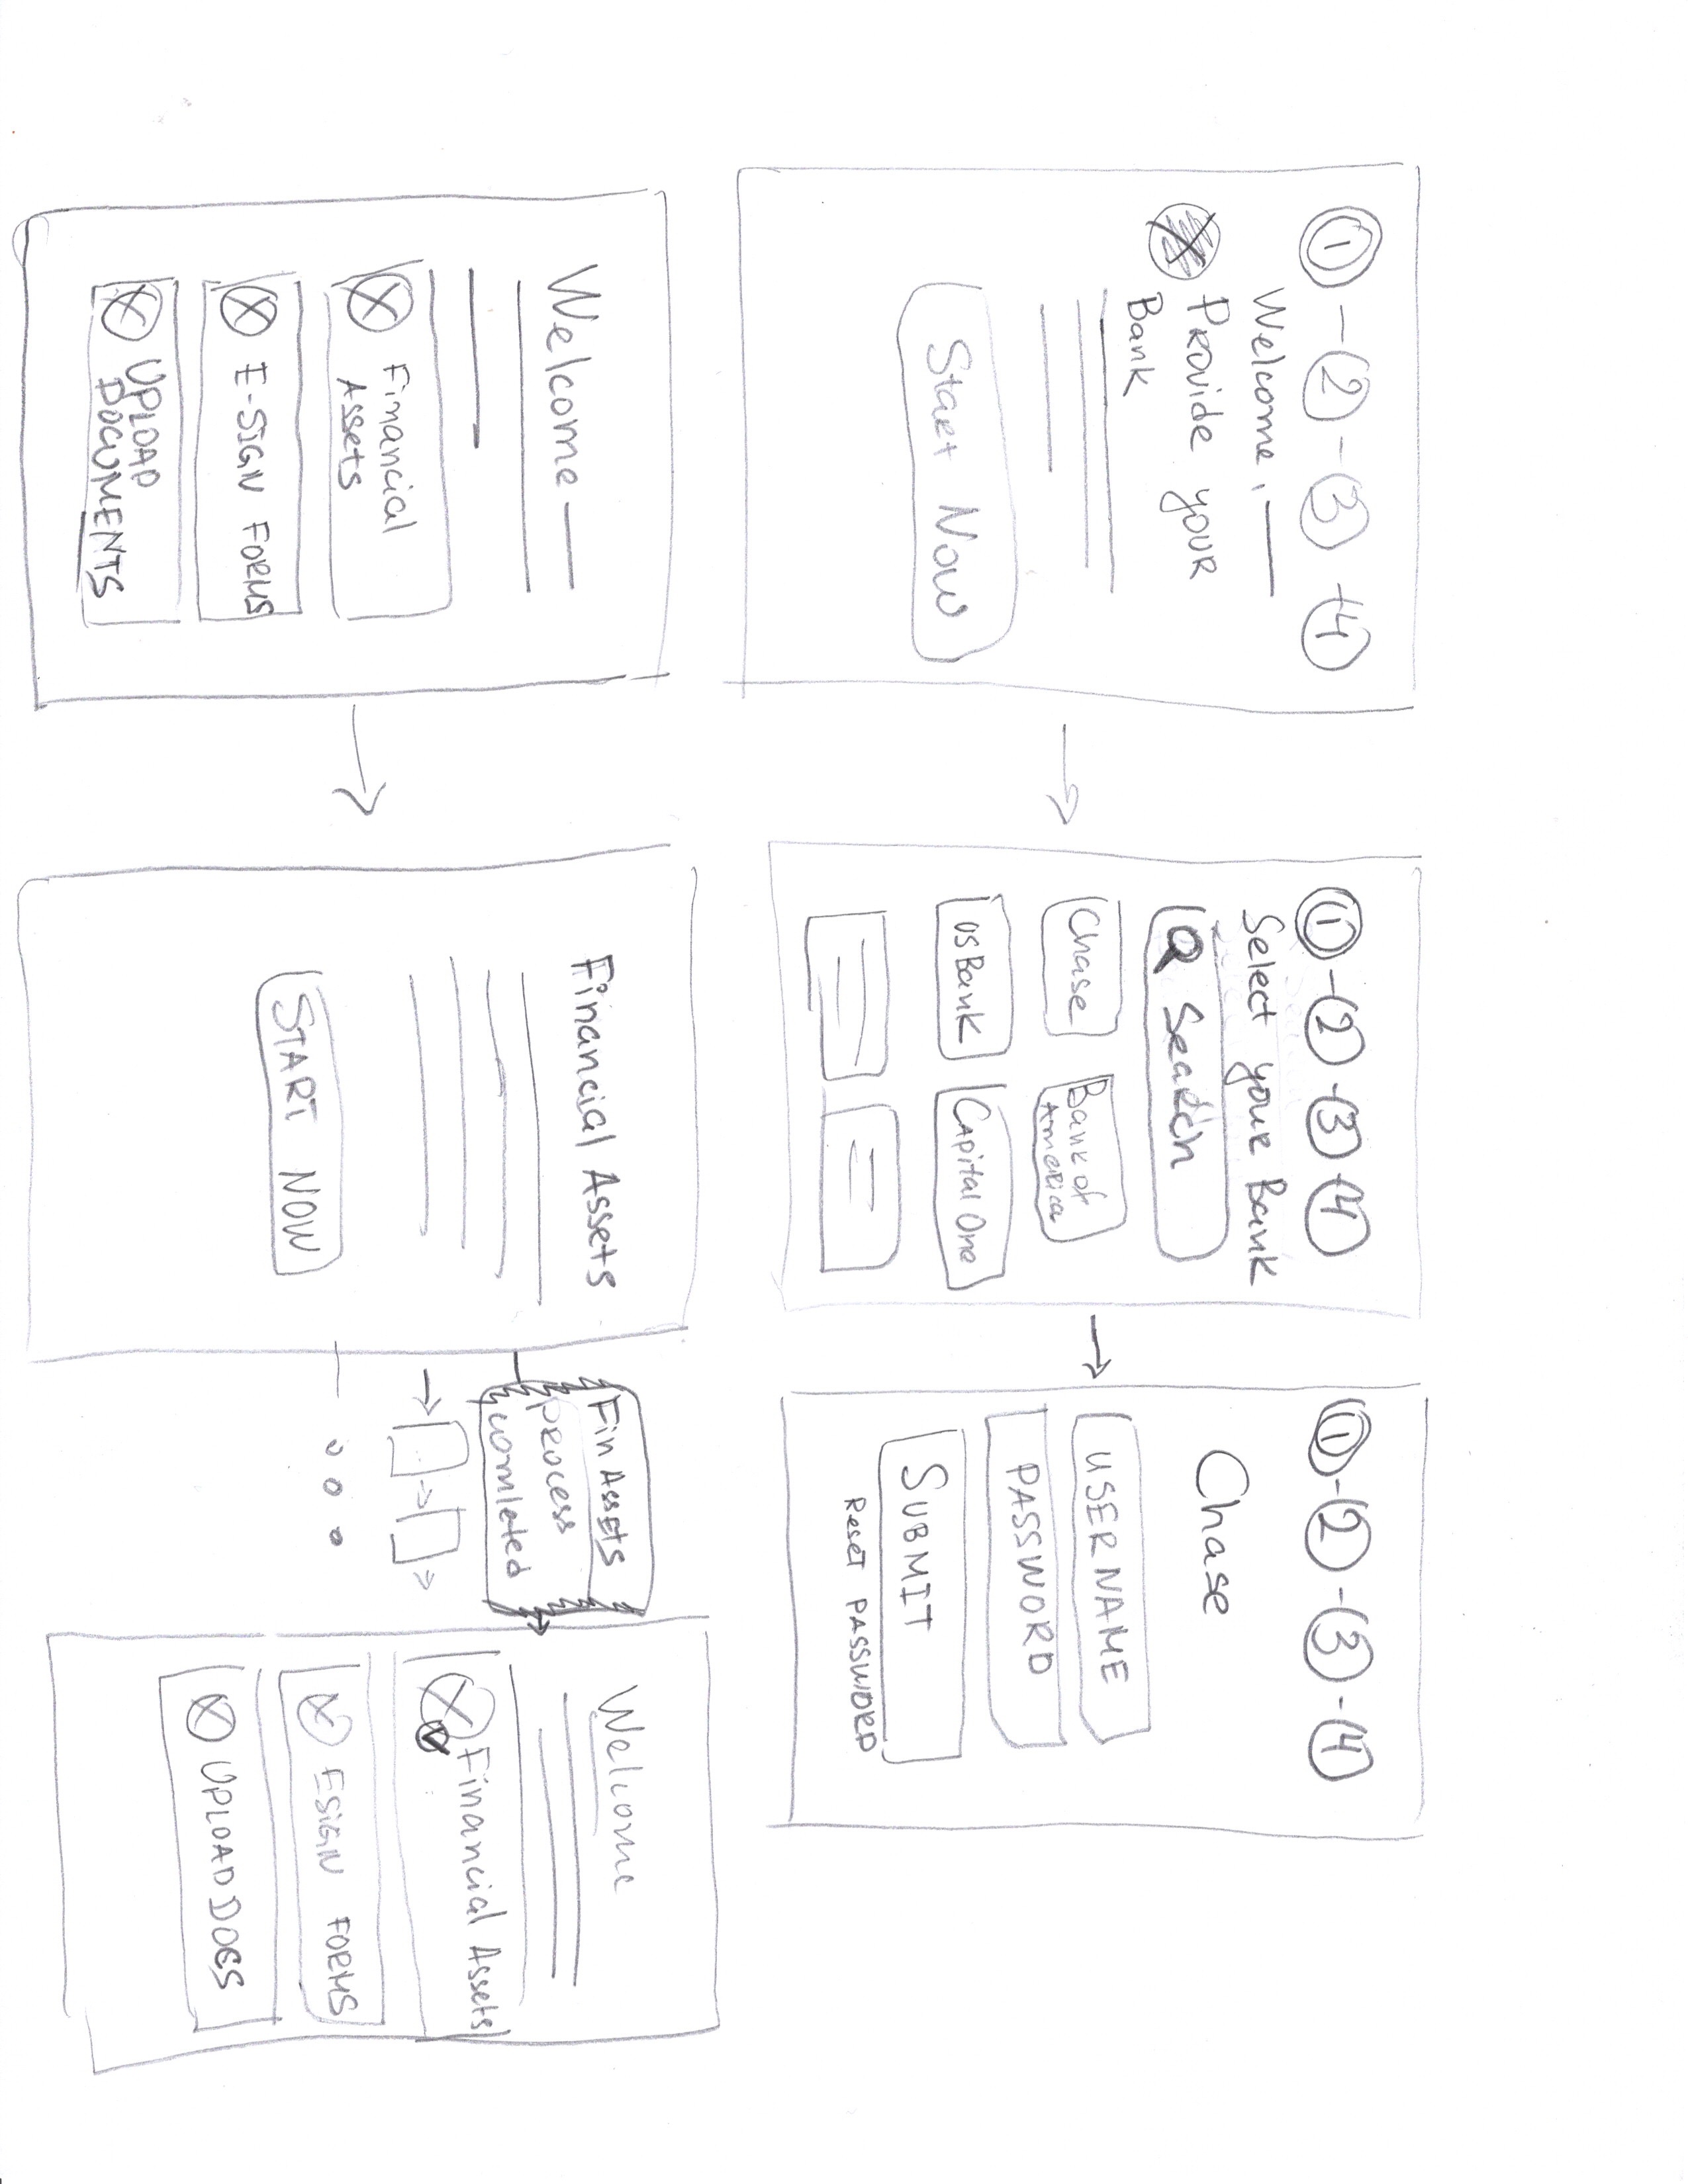 1 - 2 - 3 - 4
Welcome,
Provide your
Bank
Start Now
1 - 2 - 3 - 4
Select your Bank
Search
Chase
Bank of
America
US Bank
Capital One
1 - 2 - 3 - 4
Chase
USERNAME
PASSWORD
SUBMIT
Reset PASSWORD
Welcome
Financial
Assets
E-SIGN FORMS
UPLOAD
DOCUMENTS
Financial Assets
START NOW
Fin Assets
process
comleted
Welcome
Financial Assets
ESIGN FORMS
UPLOAD DOCS